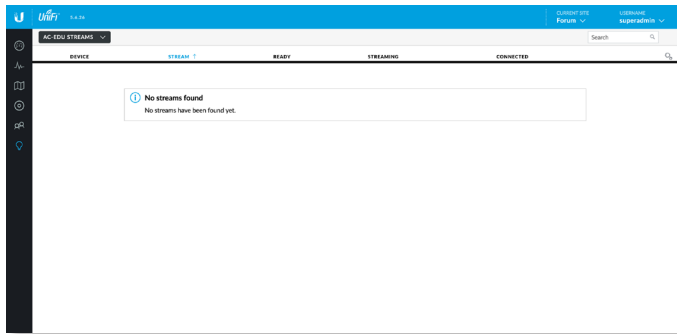 UniFi 5.4.26
CURRENT SITE
Forum
USERNAME
superadmin
AC-EDU STREAMS
Search
DEVICE STREAM READY STREAMING CONNECTED
No streams found
No streams have been found yet.